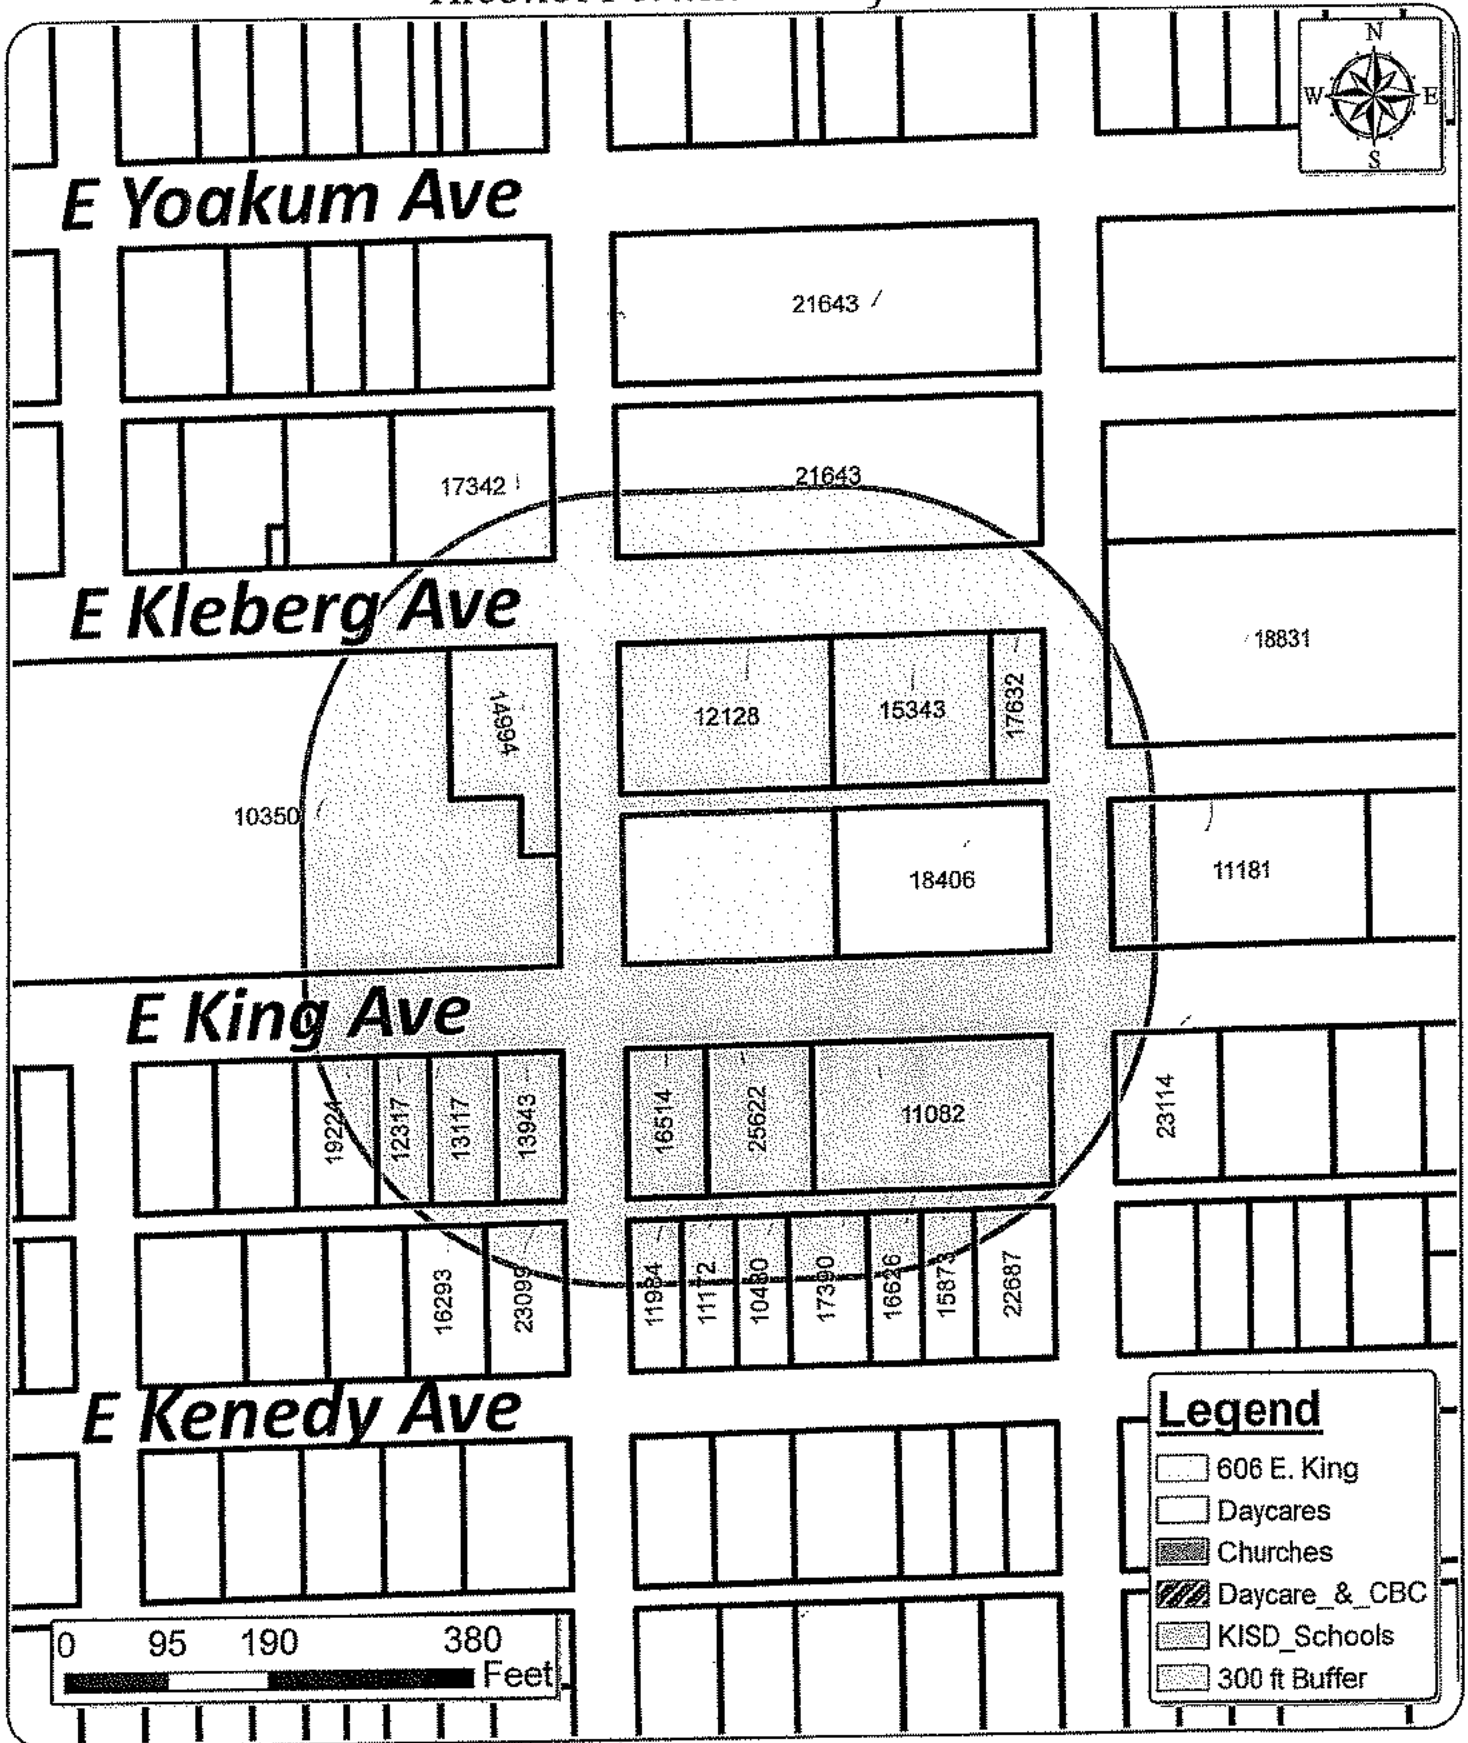 N
W E
S
E Yoakum Ave
21643
17342
21643
E Kleberg Ave
18831
14994
12128
15343
17632
10350
18406
11181
E King Ave
19224
12317
13117
13943
16514
25622
11082
23114
16293
23099
11984
11172
10480
17390
16626
15873
22687
E Kenedy Ave
Legend
606 E. King
Daycares
Churches
Daycare_&_CBC
KISD_Schools
300 ft Buffer
0 95 190 380
Feet